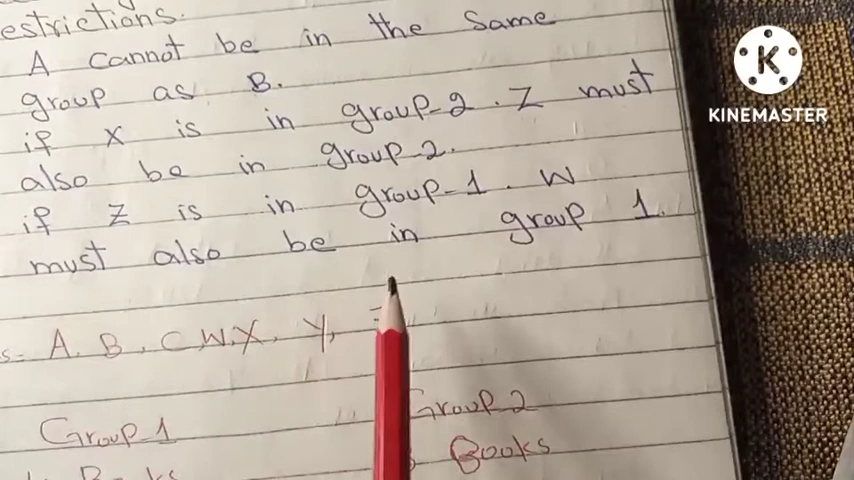 estrictions.
A cannot be in the same
group as B.
if X is in group-2. Z must
also be in group-2.
if Z is in group-1. W
must also be in group 1.
s- A, B, C, W, X, Y,
Group-1
Group-2
Books
Books
K
KINEMASTER